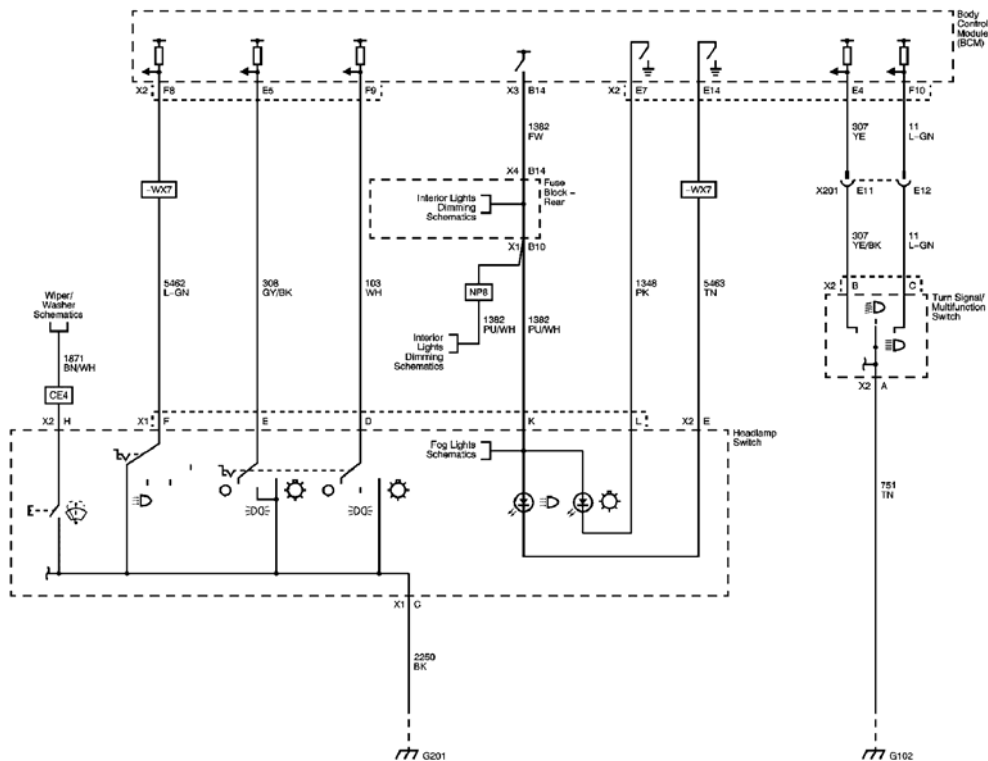 Body
Control
Module
(BCM)
X2 F8 E5 F9 X3 B14 X2 E7 E14 E4 F10
1382
FW
307
YE
11
L-GN
X4 B14
-WX7
Interior Lights
Dimming
Schematics
Fuse
Block –
Rear
-WX7
X201 E11 E12
X1 B10
307
YE/BK
11
L-GN
5462
L-GN
308
GY/BK
103
WH
NP8
1382
PU/WH
1382
PU/WH
1348
PK
5463
TN
X2 B C
Turn Signal/
Multifunction
Switch
Wiper/
Washer
Schematics
Interior
Lights
Dimming
Schematics
1871
BN/WH
CE4
X2 A
X2 H X1 F E D K L X2 E
Headlamp
Switch
Fog Lights
Schematics
751
TN
X1 G
2250
BK
G201
G102